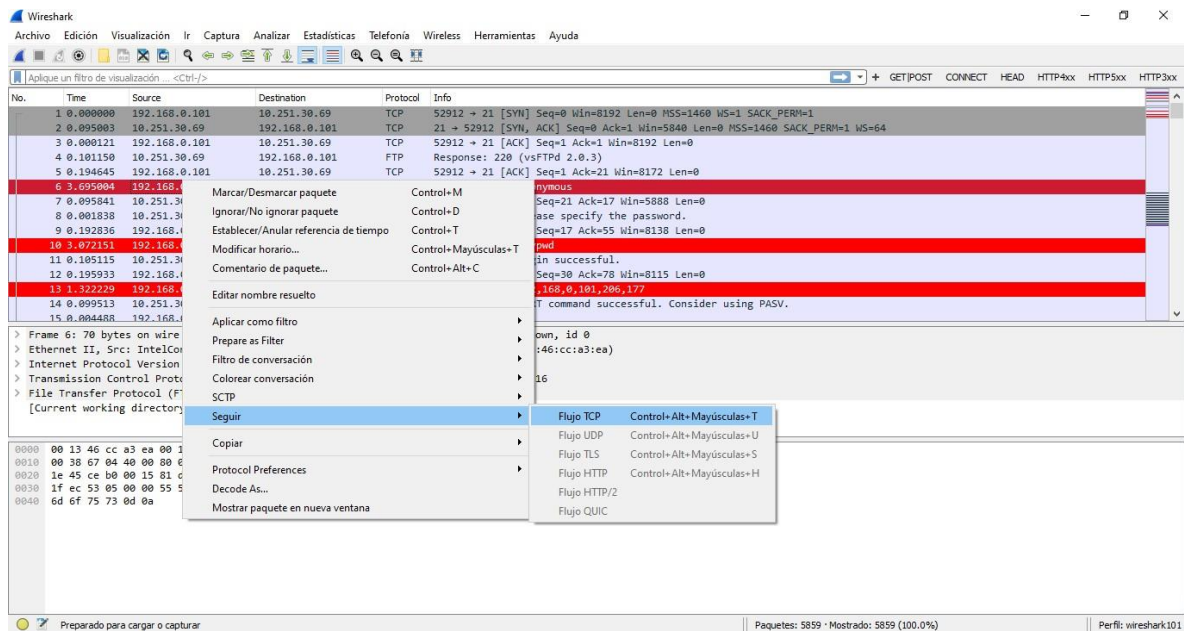 Wireshark
Archivo Edición Visualización Ir Captura Analizar Estadísticas Telefonía Wireless Herramientas Ayuda
Aplique un filtro de visualización ... <Ctrl-/> + GET|POST CONNECT HEAD HTTP4xx HTTP5xx HTTP3xx
No. Time Source Destination Protocol Info
1 0.000000 192.168.0.101 10.251.30.69 TCP 52912 → 21 [SYN] Seq=0 Win=8192 Len=0 MSS=1460 WS=1 SACK_PERM=1
2 0.095003 10.251.30.69 192.168.0.101 TCP 21 → 52912 [SYN, ACK] Seq=0 Ack=1 Win=5840 Len=0 MSS=1460 SACK_PERM=1 WS=64
3 0.000121 192.168.0.101 10.251.30.69 TCP 52912 → 21 [ACK] Seq=1 Ack=1 Win=8192 Len=0
4 0.101150 10.251.30.69 192.168.0.101 FTP Response: 220 (vsFTPd 2.0.3)
5 0.194645 192.168.0.101 10.251.30.69 TCP 52912 → 21 [ACK] Seq=1 Ack=21 Win=8172 Len=0
6 3.695004 192.168. nymous
7 0.095841 10.251.3 Seq=21 Ack=17 Win=5888 Len=0
8 0.001838 10.251.3 ase specify the password.
9 0.192836 192.168. Seq=17 Ack=55 Win=8138 Len=0
10 3.072151 192.168. pwd
11 0.105115 10.251.3 in successful.
12 0.195933 192.168. Seq=30 Ack=78 Win=8115 Len=0
13 1.322229 192.168. ,168,0,101,206,177
14 0.099513 10.251.3 T command successful. Consider using PASV.
15 0.004488 192.168.
Marcar/Desmarcar paquete Control+M
Ignorar/No ignorar paquete Control+D
Establecer/Anular referencia de tiempo Control+T
Modificar horario... Control+Mayúsculas+T
Comentario de paquete... Control+Alt+C
Editar nombre resuelto
Aplicar como filtro
Prepare as Filter
Filtro de conversación
Colorear conversación
SCTP
Seguir
Copiar
Protocol Preferences
Decode As...
Mostrar paquete en nueva ventana
Flujo TCP Control+Alt+Mayúsculas+T
Flujo UDP Control+Alt+Mayúsculas+U
Flujo TLS Control+Alt+Mayúsculas+S
Flujo HTTP Control+Alt+Mayúsculas+H
Flujo HTTP/2
Flujo QUIC
> Frame 6: 70 bytes on wire own, id 0
> Ethernet II, Src: IntelCo :46:cc:a3:ea)
> Internet Protocol Version
> Transmission Control Prot 16
> File Transfer Protocol (F
[Current working directory
0000 00 13 46 cc a3 ea 00 1
0010 00 38 67 04 40 00 80 0
0020 1e 45 ce b0 00 15 81
0030 1f ec 53 05 00 00 55 5
0040 6d 6f 75 73 0d 0a
Preparado para cargar o capturar Paquetes: 5859 · Mostrado: 5859 (100.0%) Perfil: wireshark101